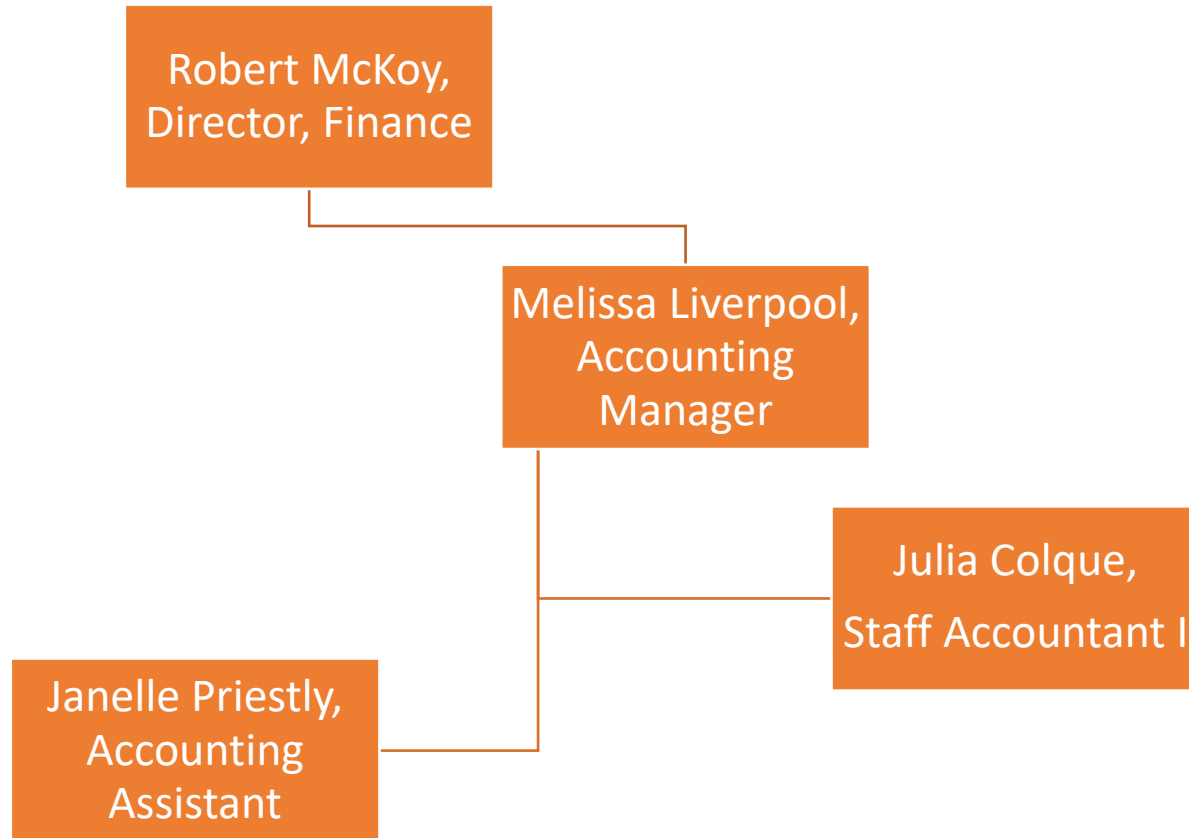 Robert McKoy,
Director, Finance
Melissa Liverpool,
Accounting
Manager
Julia Colque,
Staff Accountant I
Janelle Priestly,
Accounting
Assistant